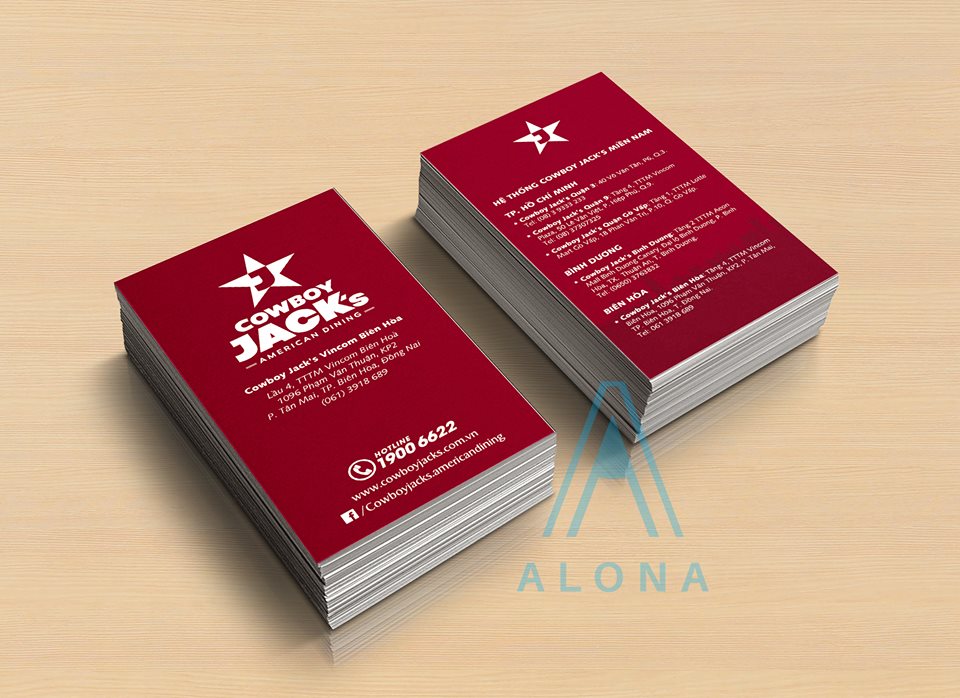 COWBOY
JACK's
AMERICAN DINING
Cowboy Jack's Vincom Biên Hòa
Lầu 4, TTTM Vincom Biên Hoà
1096 Phạm Văn Thuận, KP2
P. Tân Mai, TP. Biên Hoa, Đồng Nai
(061) 3918 689
HOTLINE
1900 6622
www.cowboyjacks.com.vn
f /Cowboyjacks.americandining
J
HỆ THỐNG COWBOY JACK'S MIỀN NAM
TP. HỒ CHÍ MINH
• Cowboy Jack's Quận 3: 40 Võ Văn Tần, P6, Q.3.
Tel: (08) 3 9333 233
• Cowboy Jack's Quận 9: Tầng 4, TTTM Vincom
Plaza, 50 Lê Văn Việt, P. Hiệp Phú, Q.9.
Tel: (08) 37307325
• Cowboy Jack's Quận Gò Vấp: Tầng 1, TTTM Lotte
Mart Gò Vấp, 18 Phan Văn Trị, P 10, Q. Gò Vấp.
BÌNH DƯƠNG
• Cowboy Jack's Bình Dương: Tầng 2 TTTM Aeon
Mall Bình Dương Canary, Đại lộ Bình Dương, P. Bình
Hòa, TX. Thuận An, T. Bình Dương.
Tel: (0650) 3763832
BIÊN HÒA
• Cowboy Jack's Biên Hòa: Tầng 4, TTTM Vincom
Biên Hòa, 1096 Phạm Văn Thuận, KP2, P. Tân Mai,
TP. Biên Hòa, T. Đồng Nai.
Tel: 061 3918 689
ALONA